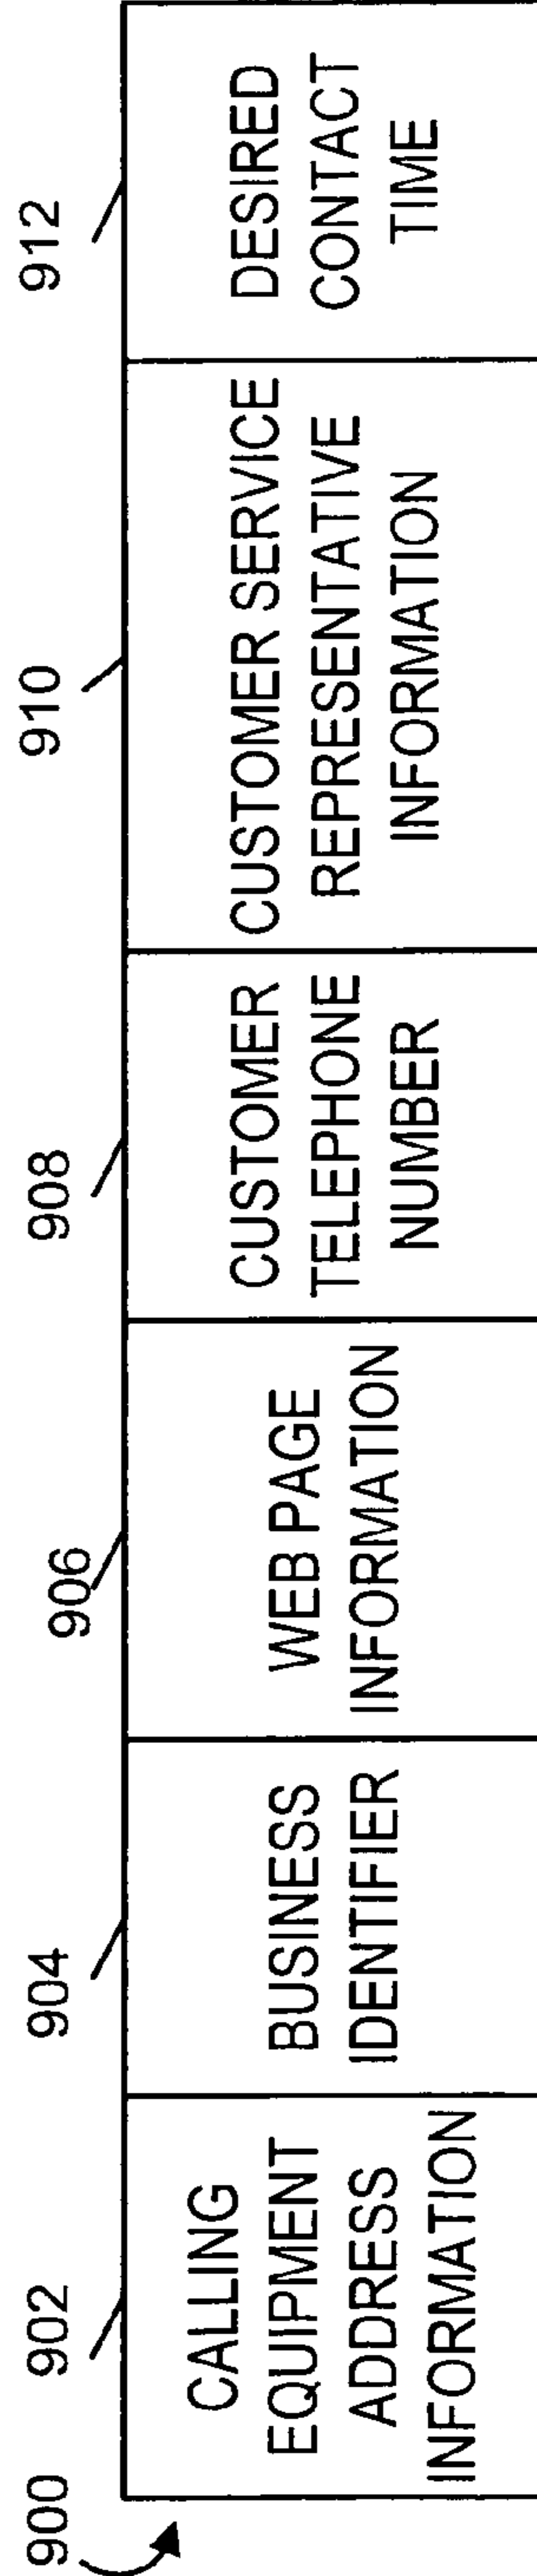 900
902
904
906
908
910
912
CALLING
EQUIPMENT
ADDRESS
INFORMATION
BUSINESS
IDENTIFIER
WEB PAGE
INFORMATION
CUSTOMER
TELEPHONE
NUMBER
CUSTOMER SERVICE
REPRESENTATIVE
INFORMATION
DESIRED
CONTACT
TIME